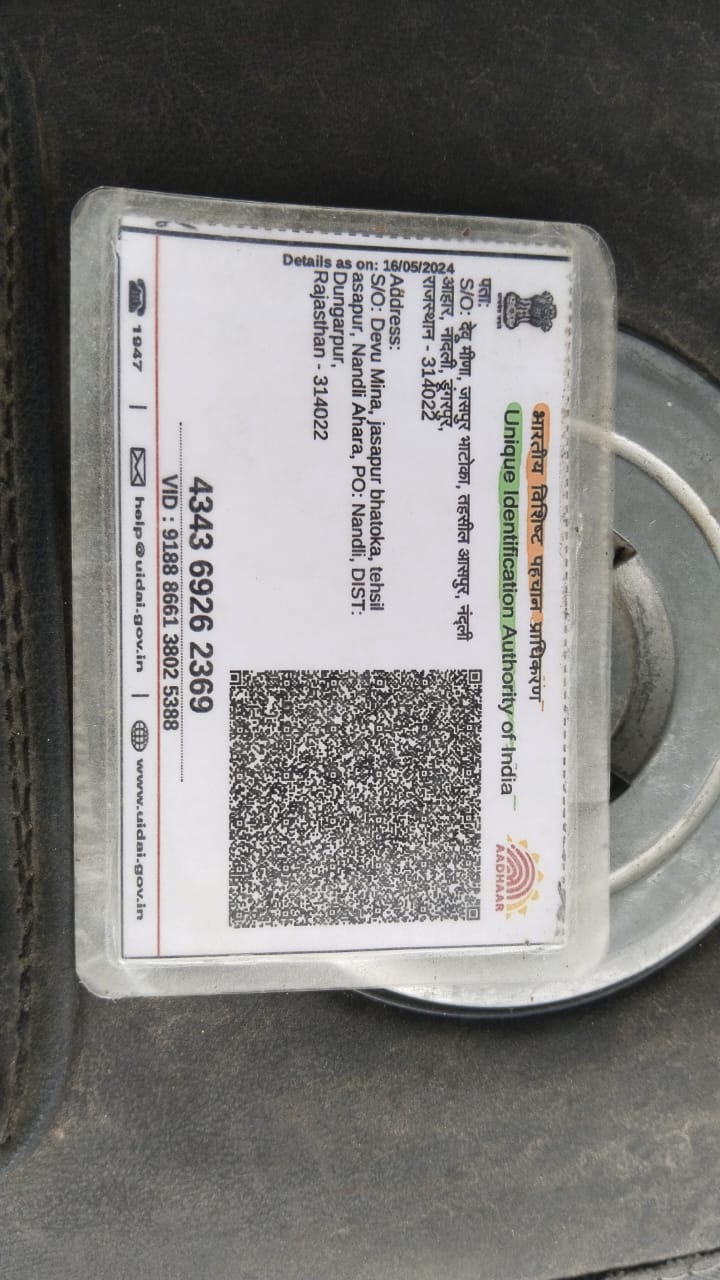 भारतीय विशिष्ट पहचान प्राधिकरण
Unique Identification Authority of India
AADHAAR
Details as on: 16/05/2024
पता:
S/O: देवु मीणा, जसपुर भाटोका, तहसील आसपुर, नंदली
आहार, नंदली, डूंगरपुर,
राजस्थान - 314022
Address:
S/O: Devu Mina, jasapur bhatoka, tehsil
asapur, Nandli Ahara, PO: Nandli, DIST:
Dungarpur,
Rajasthan - 314022
4343 6926 2369
VID : 9188 8661 3802 5388
1947 | help@uidai.gov.in | www.uidai.gov.in